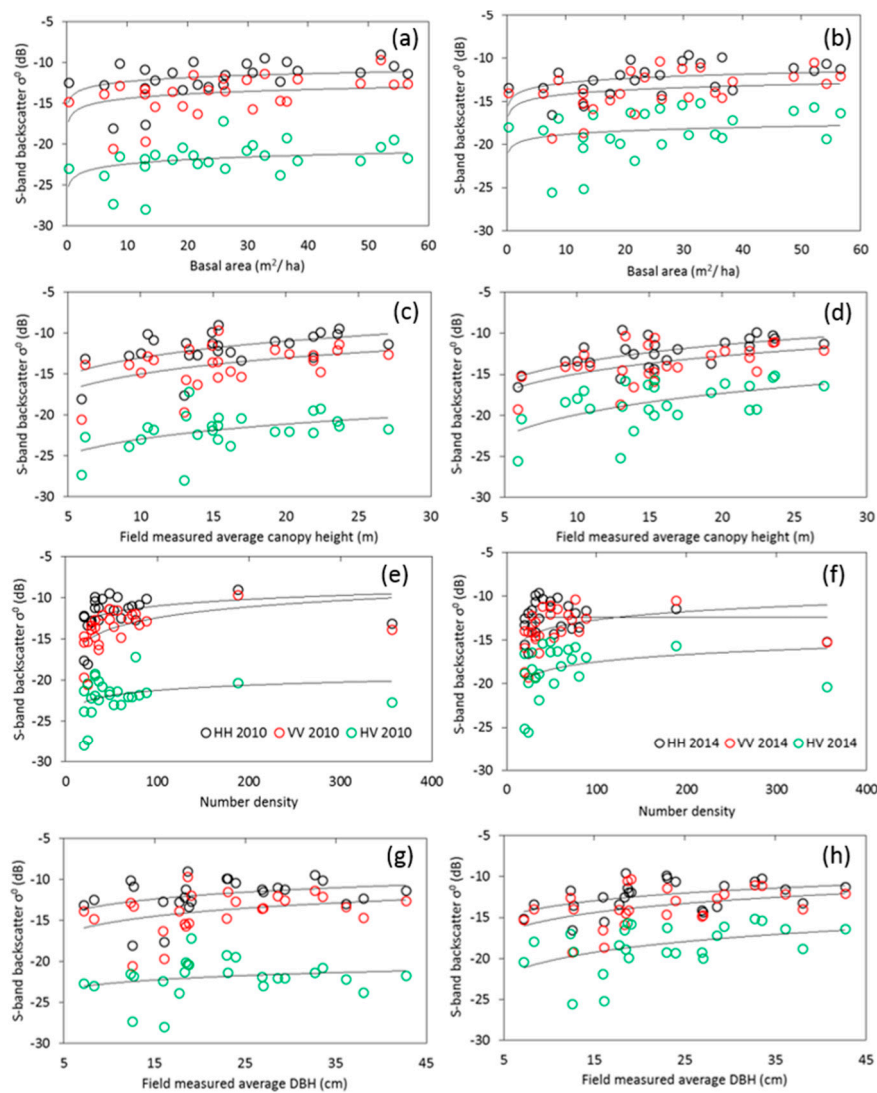 -5
-10
-15
-20
-25
-30
S-band backscatter σ⁰ (dB)
(a)
0 10 20 30 40 50 60
Basal area (m²/ ha)
-5
-10
-15
-20
-25
-30
S-band backscatter σ⁰ (dB)
(b)
0 10 20 30 40 50 60
Basal area (m²/ ha)
-5
-10
-15
-20
-25
-30
S-band backscatter σ⁰ (dB)
(c)
5 10 15 20 25 30
Field measured average canopy height (m)
-5
-10
-15
-20
-25
-30
S-band backscatter σ⁰ (dB)
(d)
5 10 15 20 25 30
Field measured average canopy height (m)
-5
-10
-15
-20
-25
-30
S-band backscatter σ⁰ (dB)
(e)
HH 2010 VV 2010 HV 2010
0 100 200 300 400
Number density
-5
-10
-15
-20
-25
-30
S-band backscatter σ⁰ (dB)
(f)
HH 2014 VV 2014 HV 2014
0 100 200 300 400
Number density
-5
-10
-15
-20
-25
-30
S-band backscatter σ⁰ (dB)
(g)
5 15 25 35 45
Field measured average DBH (cm)
-5
-10
-15
-20
-25
-30
S-band backscatter σ⁰ (dB)
(h)
5 15 25 35 45
Field measured average DBH (cm)